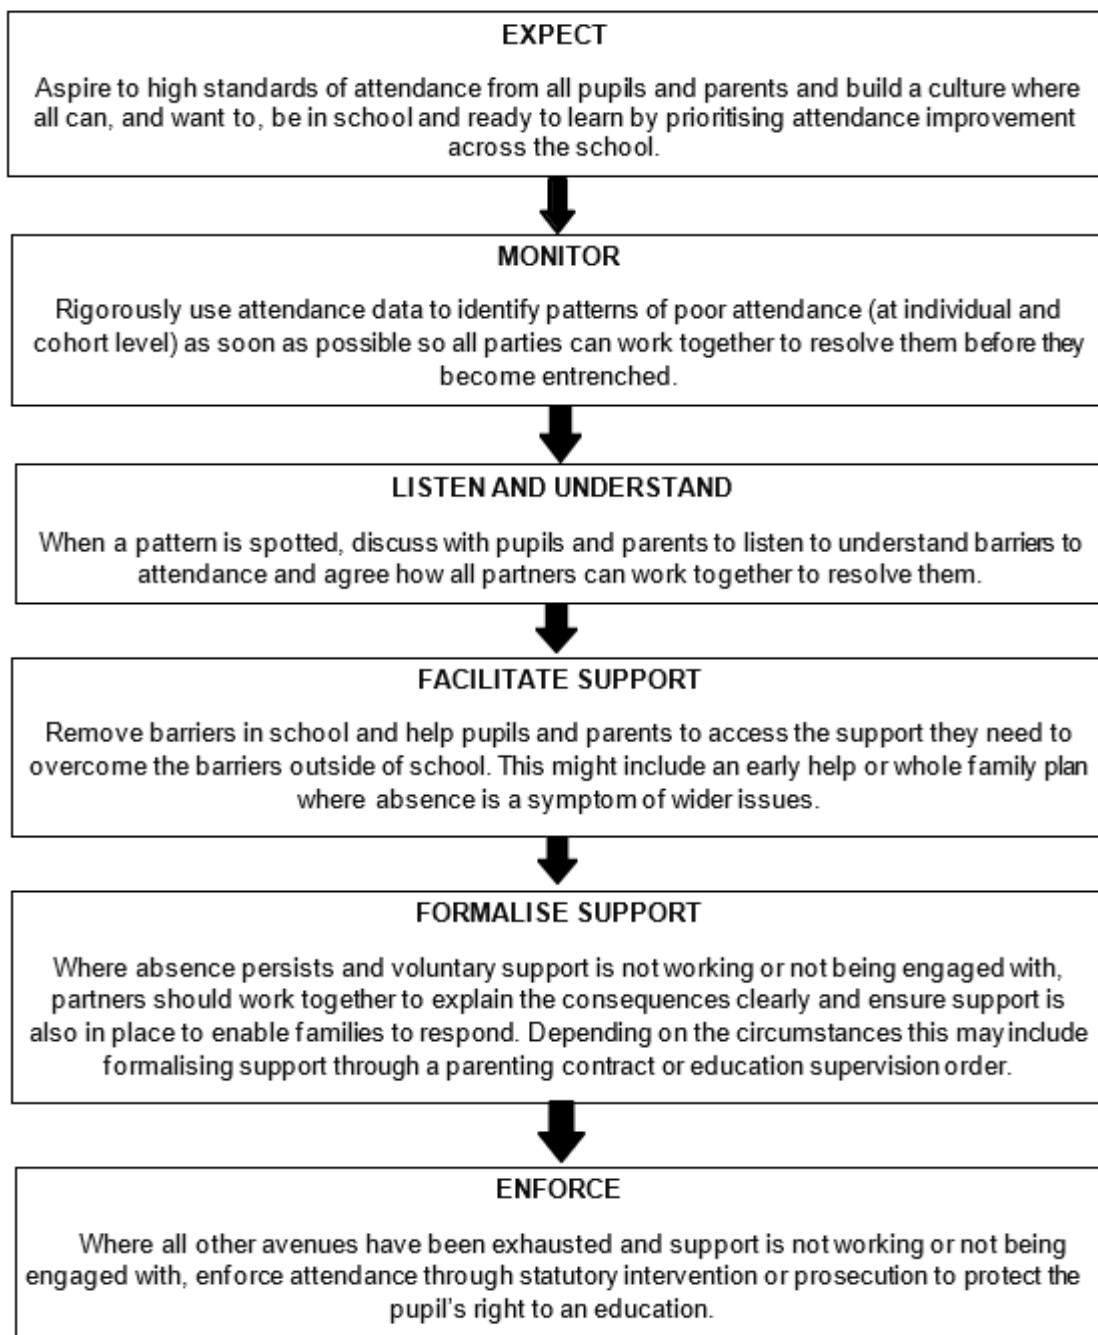 EXPECT
Aspire to high standards of attendance from all pupils and parents and build a culture where
all can, and want to, be in school and ready to learn by prioritising attendance improvement
across the school.
MONITOR
Rigorously use attendance data to identify patterns of poor attendance (at individual and
cohort level) as soon as possible so all parties can work together to resolve them before they
become entrenched.
LISTEN AND UNDERSTAND
When a pattern is spotted, discuss with pupils and parents to listen to understand barriers to
attendance and agree how all partners can work together to resolve them.
FACILITATE SUPPORT
Remove barriers in school and help pupils and parents to access the support they need to
overcome the barriers outside of school. This might include an early help or whole family plan
where absence is a symptom of wider issues.
FORMALISE SUPPORT
Where absence persists and voluntary support is not working or not being engaged with,
partners should work together to explain the consequences clearly and ensure support is
also in place to enable families to respond. Depending on the circumstances this may include
formalising support through a parenting contract or education supervision order.
ENFORCE
Where all other avenues have been exhausted and support is not working or not being
engaged with, enforce attendance through statutory intervention or prosecution to protect the
pupil's right to an education.